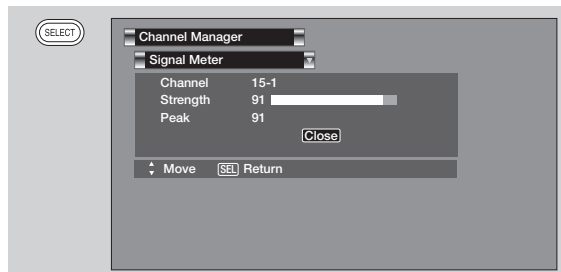 SELECT
Channel Manager
Signal Meter
Channel 15-1
Strength 91
Peak 91
Close
Move SEL Return